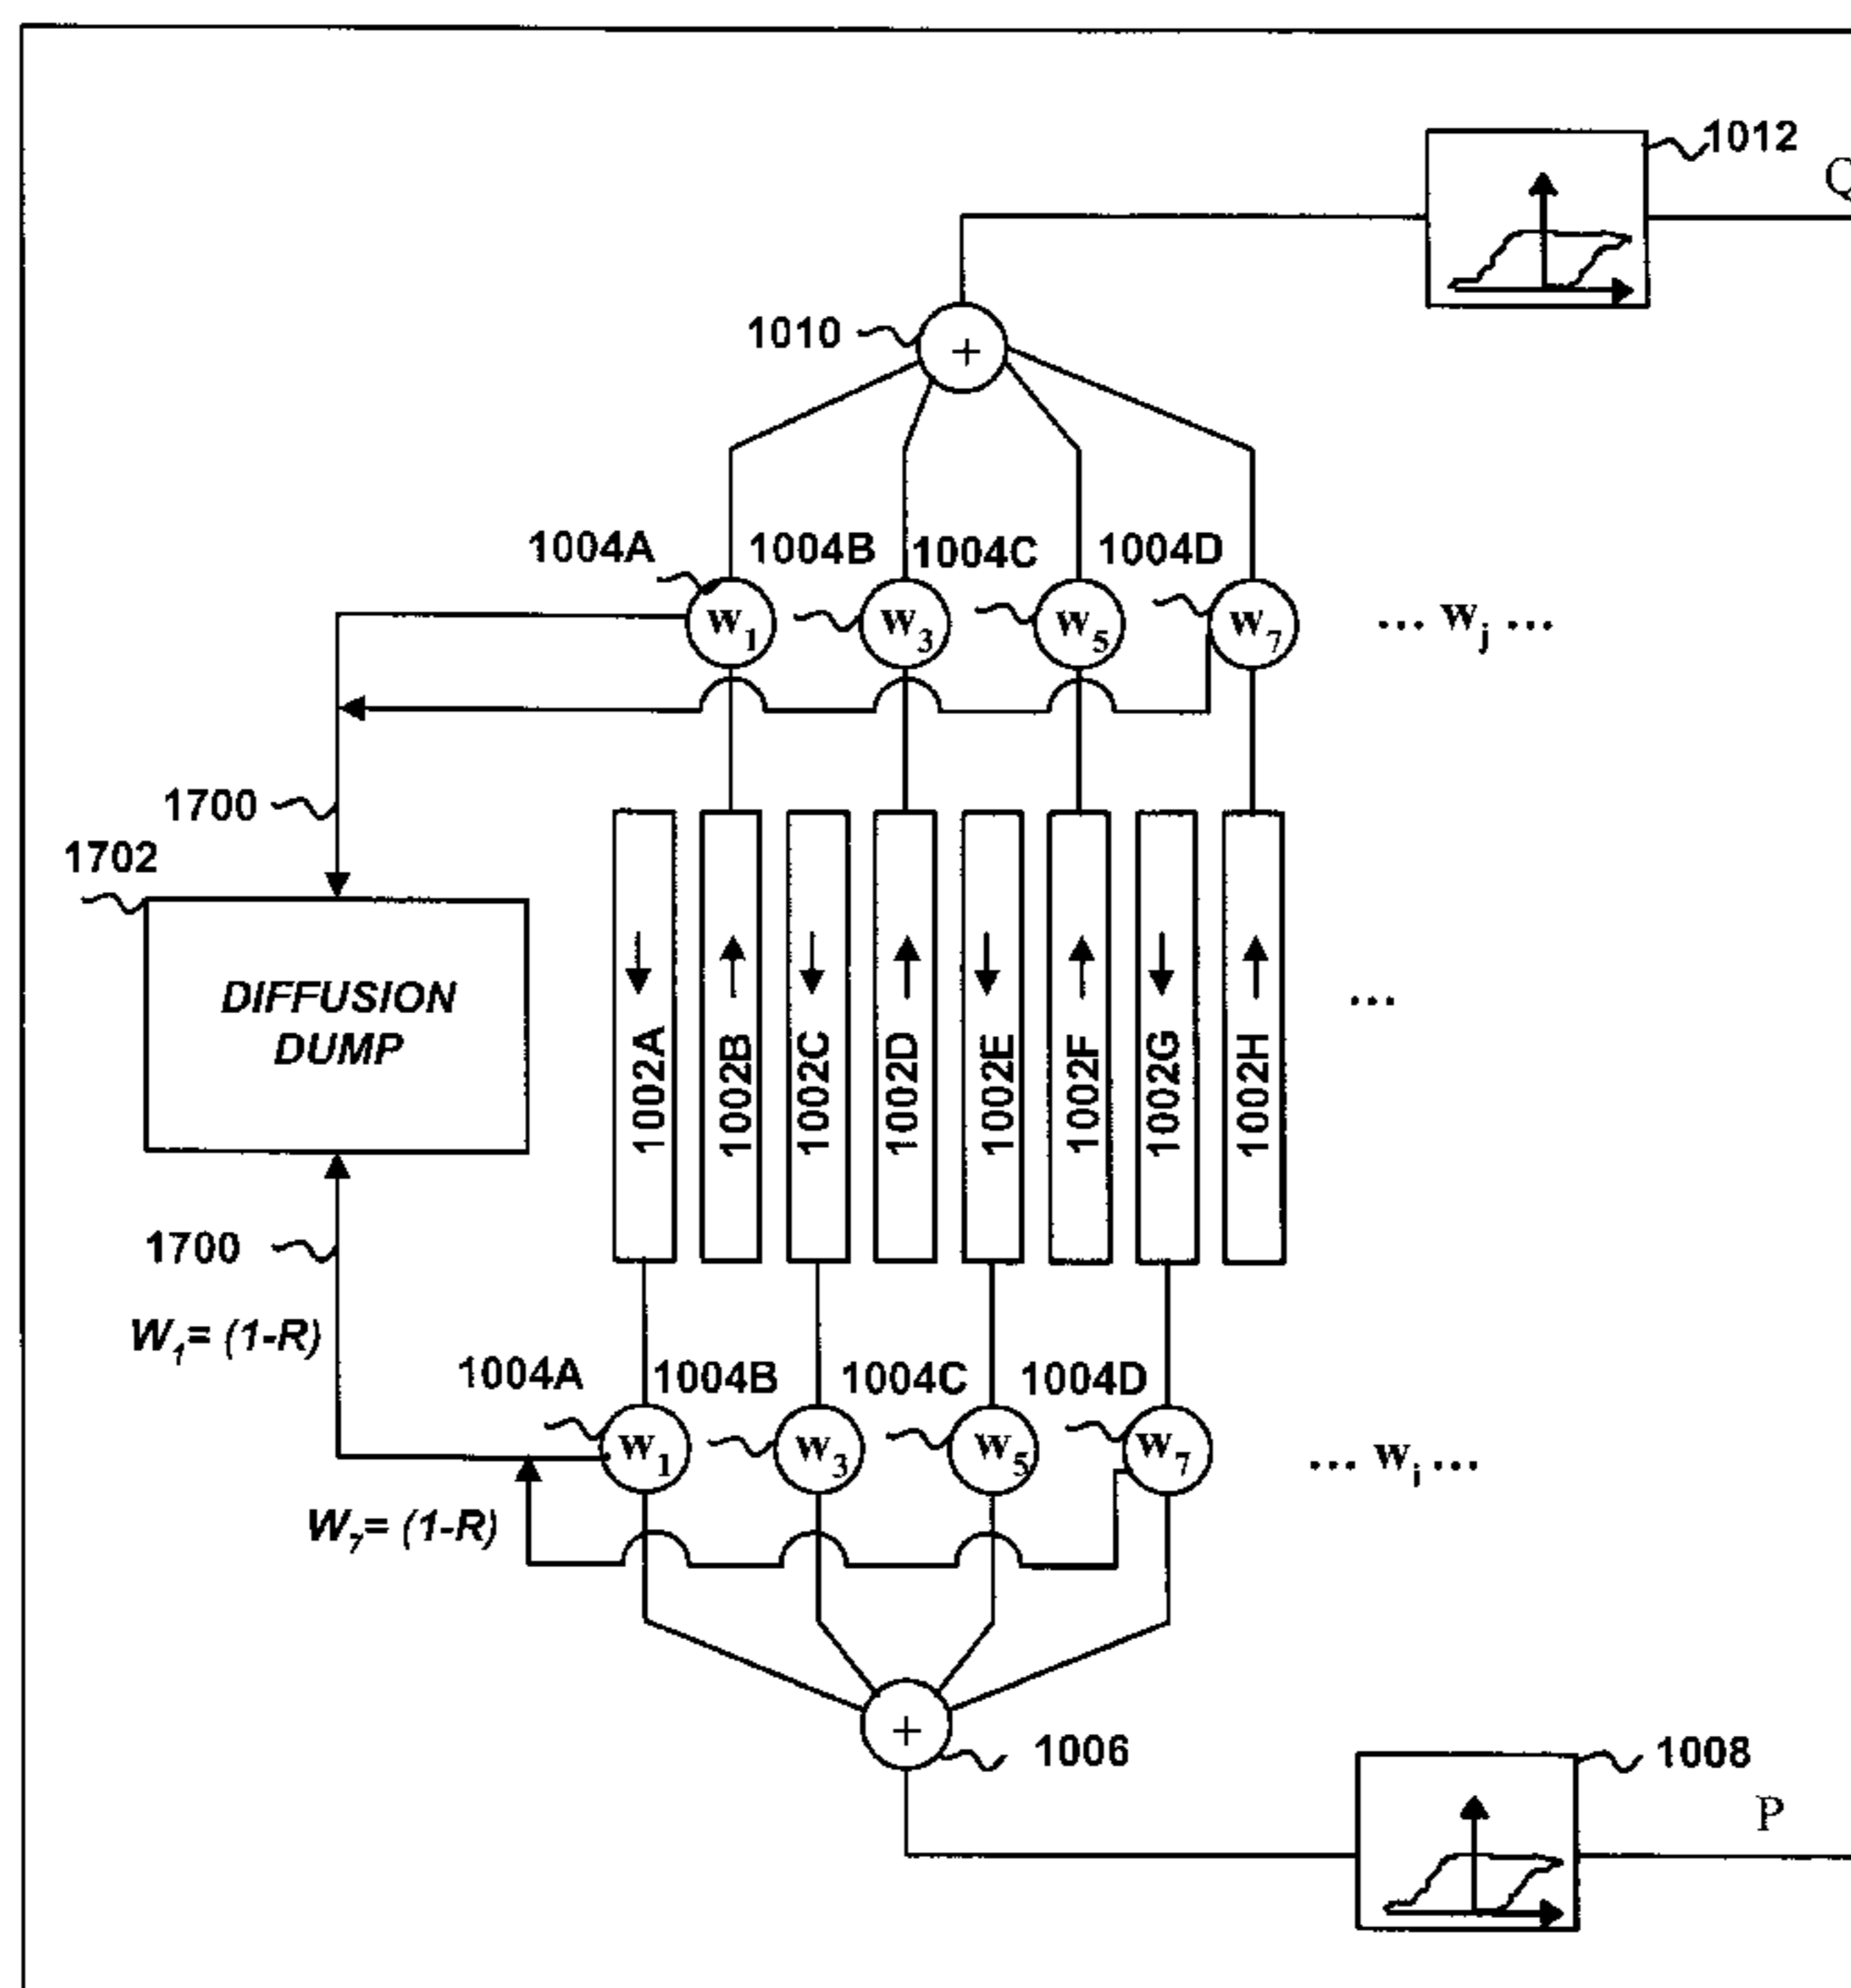 1012
Q
1010
+
1004A 1004B 1004C 1004D
w1 w3 w5 w7 ... wj ...
1700
1702
DIFFUSION
DUMP
1002A 1002B 1002C 1002D 1002E 1002F 1002G 1002H
...
1700
W1= (1-R)
1004A 1004B 1004C 1004D
w1 w3 w5 w7 ... wi ...
W7= (1-R)
+
1006
1008
P